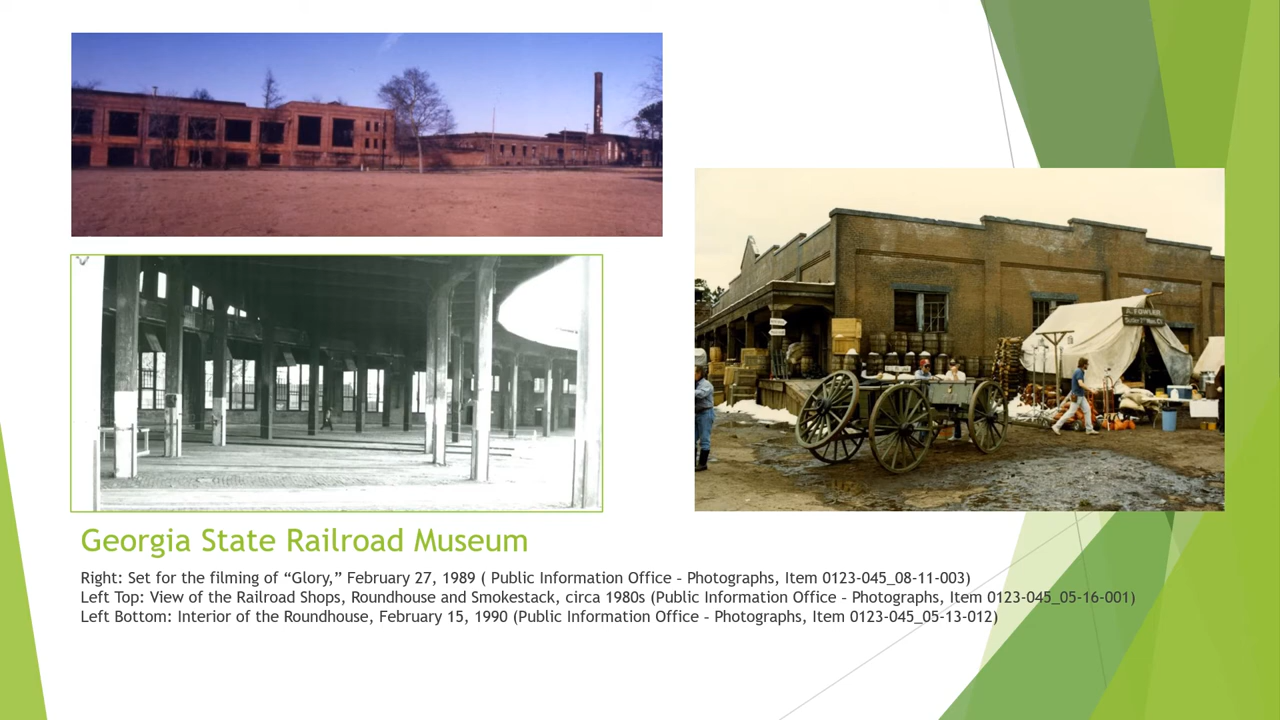 A. FOWLER
Georgia State Railroad Museum
Right: Set for the filming of “Glory,” February 27, 1989 ( Public Information Office – Photographs, Item 0123-045_08-11-003)
Left Top: View of the Railroad Shops, Roundhouse and Smokestack, circa 1980s (Public Information Office – Photographs, Item 0123-045_05-16-001)
Left Bottom: Interior of the Roundhouse, February 15, 1990 (Public Information Office – Photographs, Item 0123-045_05-13-012)